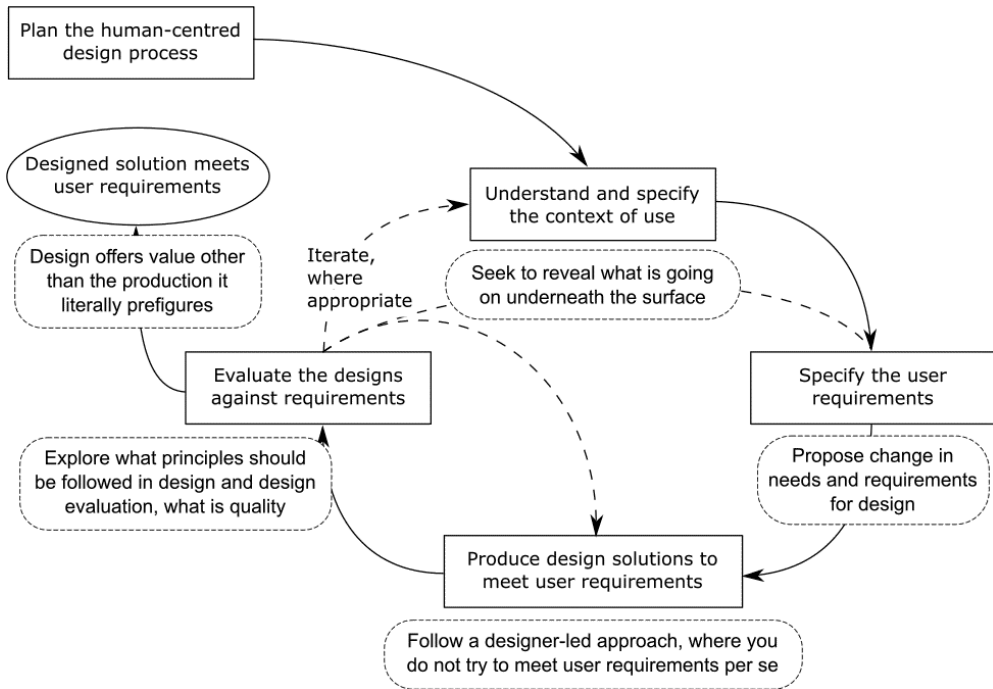 Plan the human-centred
design process
Designed solution meets
user requirements
Understand and specify
the context of use
Design offers value other
than the production it
literally prefigures
Iterate,
where
appropriate
Seek to reveal what is going
on underneath the surface
Evaluate the designs
against requirements
Specify the user
requirements
Explore what principles should
be followed in design and design
evaluation, what is quality
Propose change in
needs and requirements
for design
Produce design solutions to
meet user requirements
Follow a designer-led approach, where you
do not try to meet user requirements per se